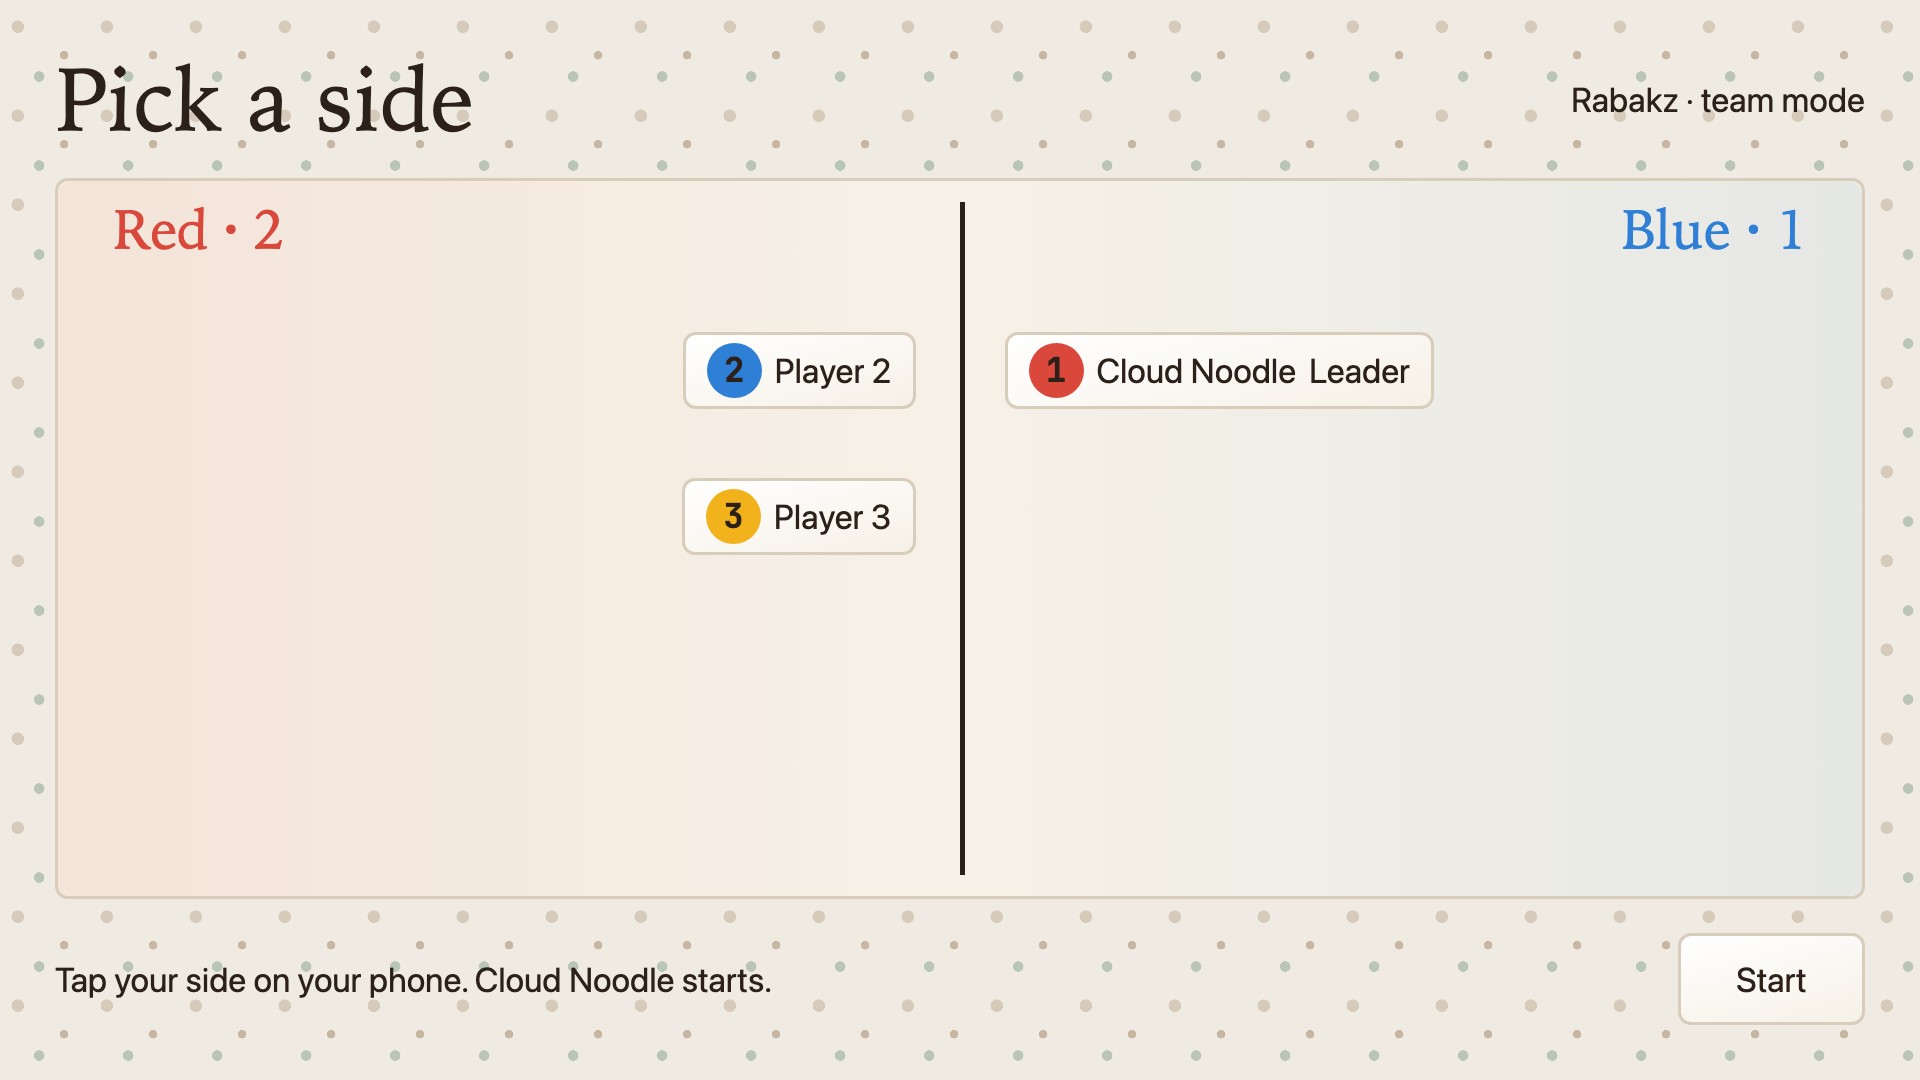 Pick a side
Rabakz · team mode
Red · 2
Blue · 1
2 Player 2
1 Cloud Noodle Leader
3 Player 3
Tap your side on your phone. Cloud Noodle starts.
Start